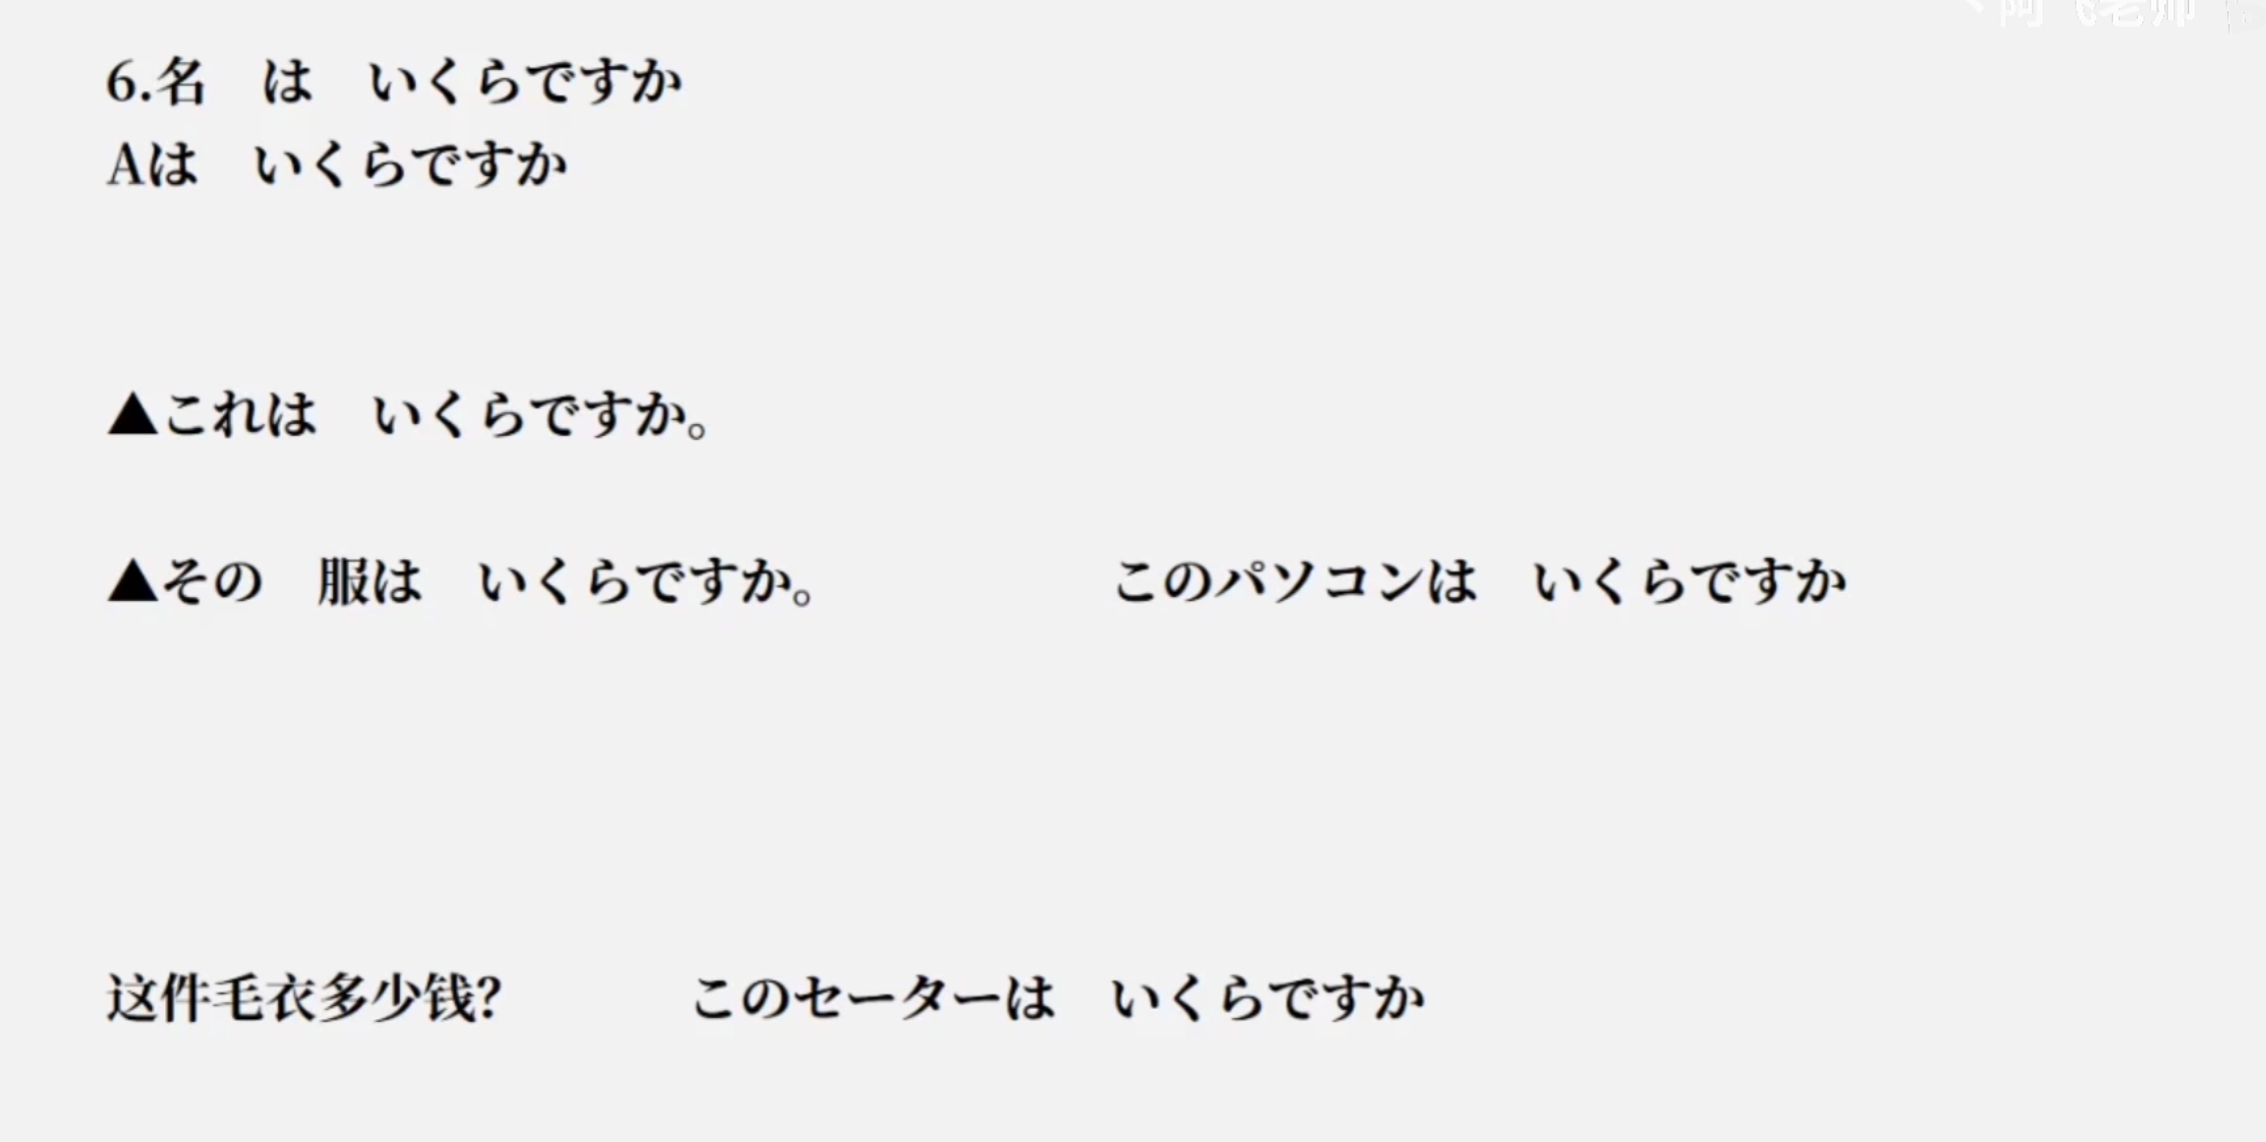 6.名　は　いくらですか
Aは　いくらですか
▲これは　いくらですか。
▲その　服は　いくらですか。　このパソコンは　いくらですか
这件毛衣多少钱?　このセーターは　いくらですか